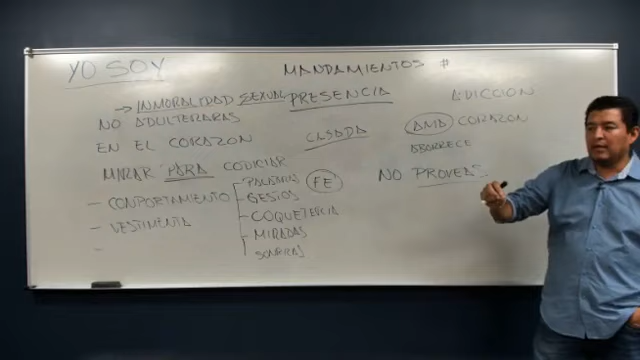 YO SOY
MANDAMIENTOS #
→ INMORALIDAD SEXUAL PRESENCIA
NO ADULTERARAS
EN EL CORAZON
MIRAR PARA CODICIAR
- COMPORTAMIENTO
- VESTIMENTA
-
PALABRAS
GESTOS
COQUETERIA
MIRADAS
SONRISAS
FE
CASADA
ADICCION
AMA CORAZON
ABORRECE
NO PROVEAS